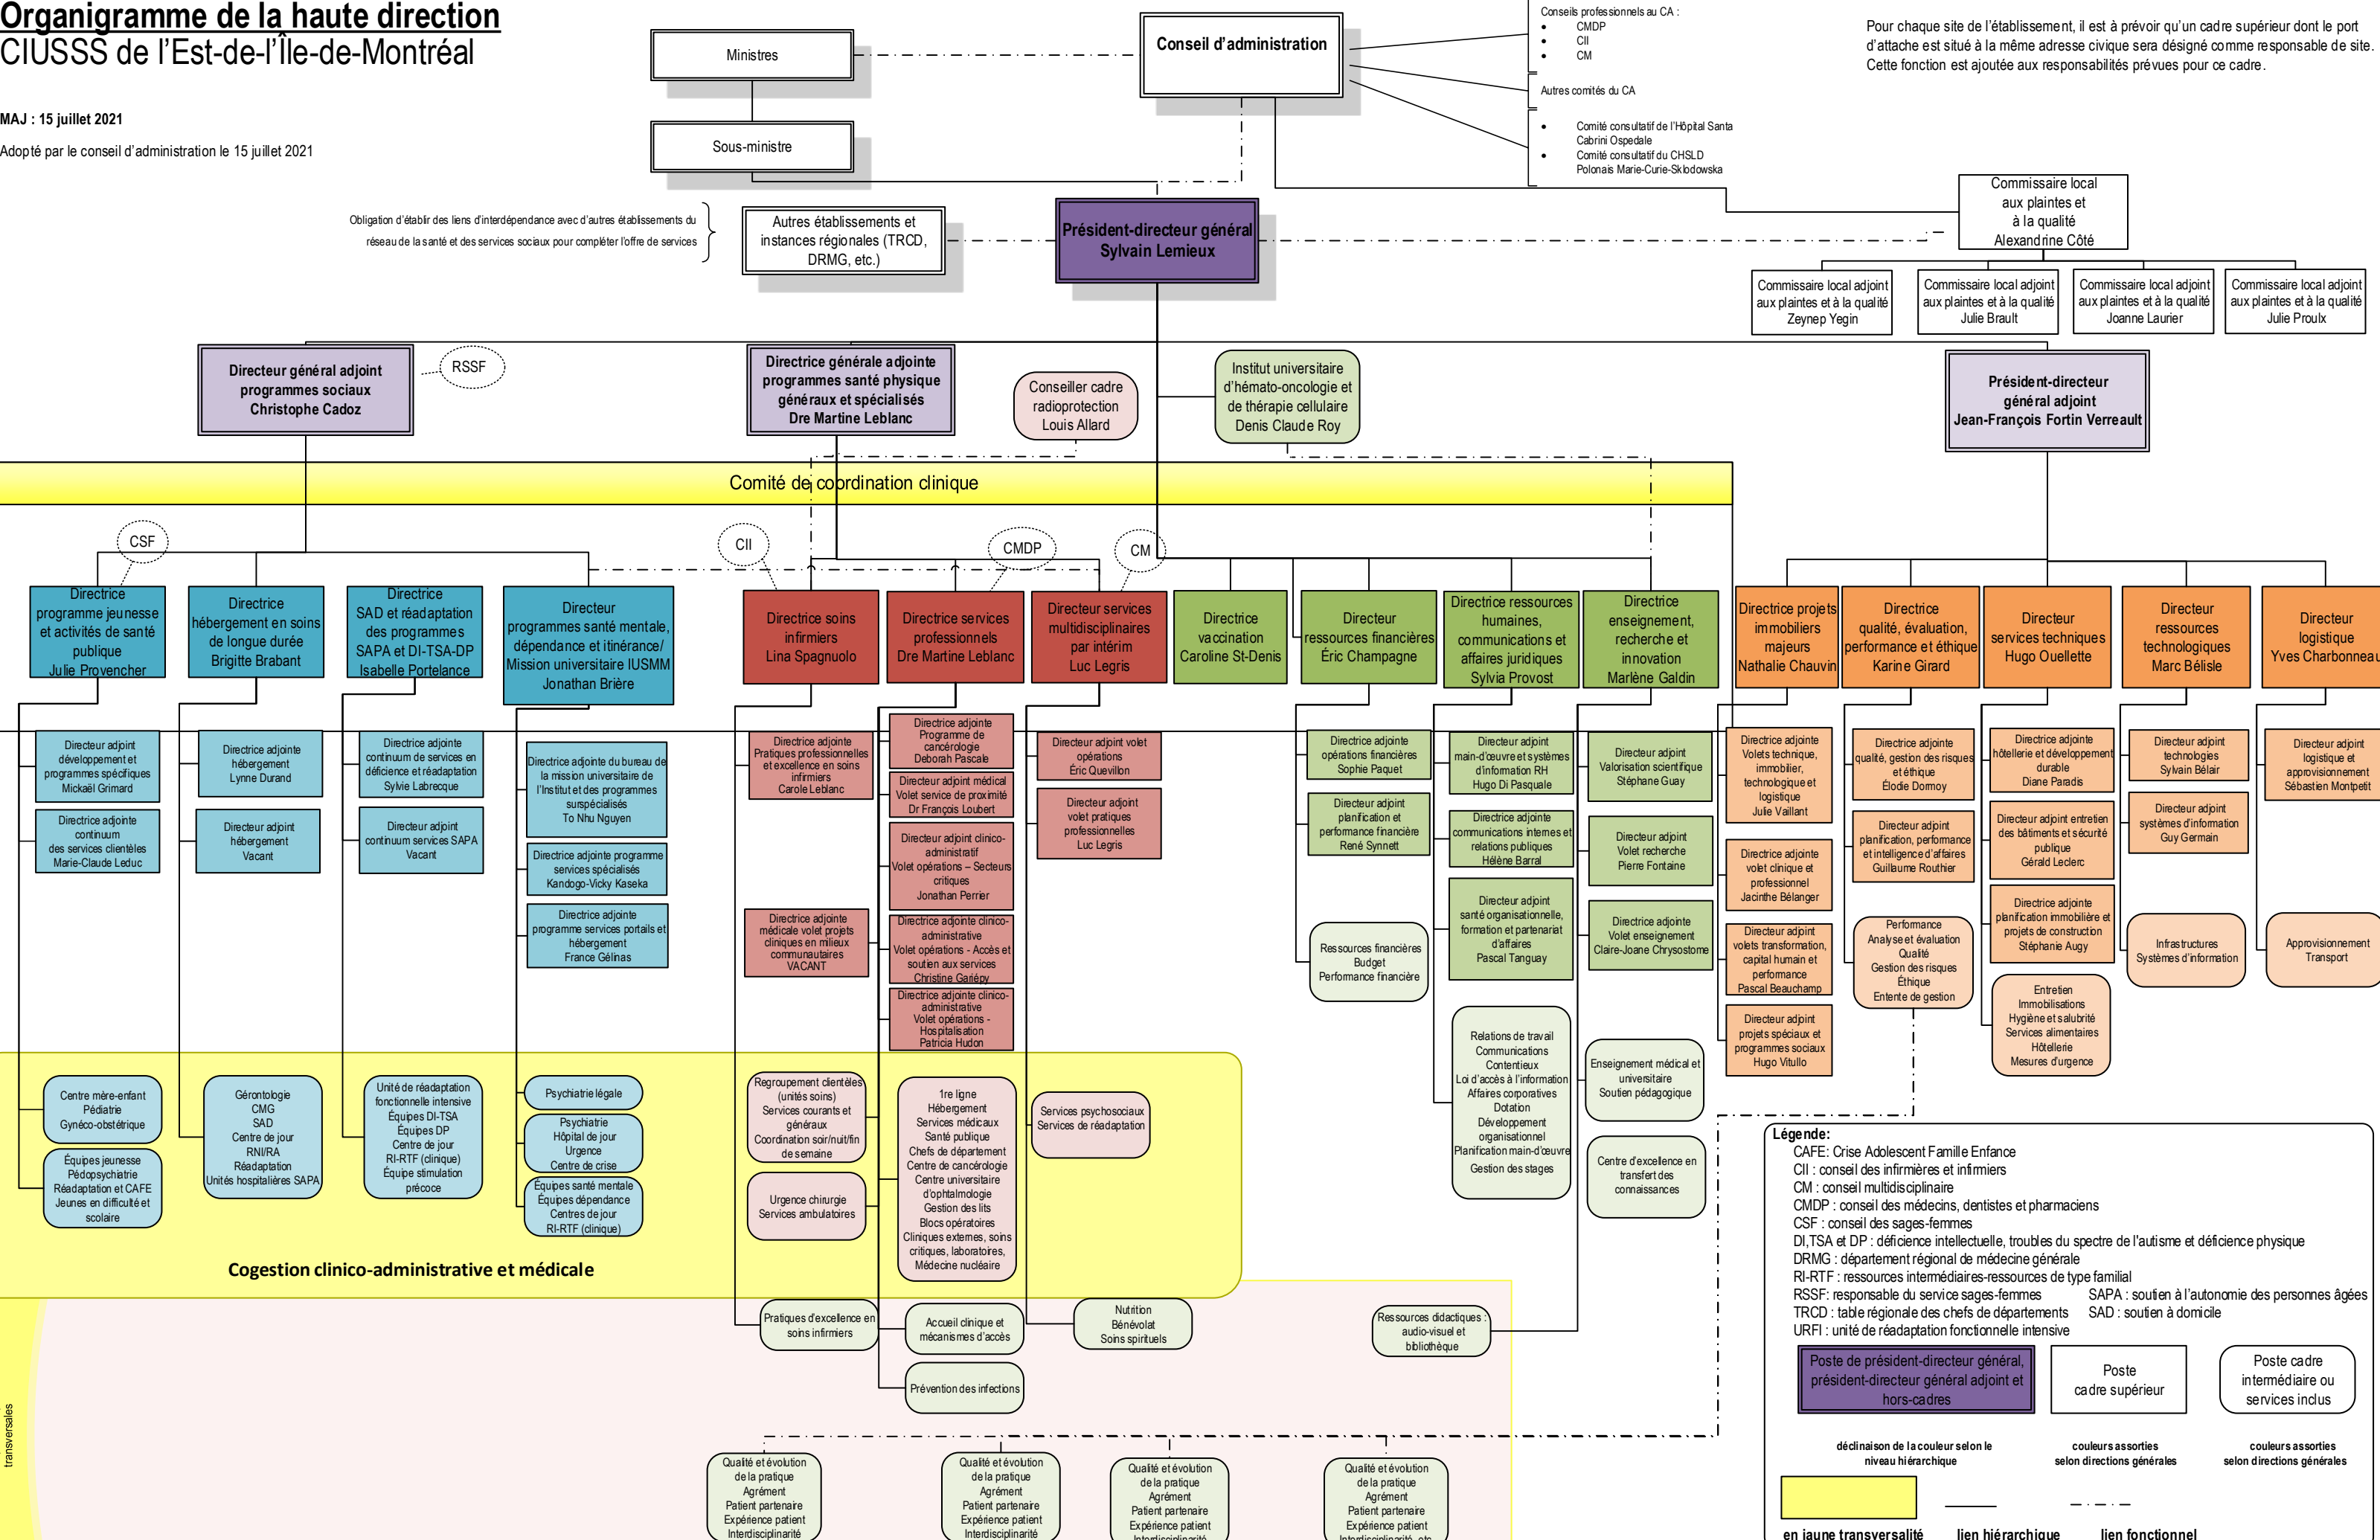 Organigramme de la haute direction
CIUSSS de l'Est-de-l'Île-de-Montréal
MAJ : 15 juillet 2021
Adopté par le conseil d'administration le 15 juillet 2021
Ministres
Sous-ministre
Conseil d'administration
Conseils professionnels au CA :
• CMDP
• CII
• CM
Autres comités du CA
• Comité consultatif de l'Hôpital Santa
Cabrini Ospedale
• Comité consultatif du CHSLD
Polonais Marie-Curie-Sklodowska
Pour chaque site de l'établissement, il est à prévoir qu'un cadre supérieur dont le port
d'attache est situé à la même adresse civique sera désigné comme responsable de site.
Cette fonction est ajoutée aux responsabilités prévues pour ce cadre.
Obligation d'établir des liens d'interdépendance avec d'autres établissements du
réseau de la santé et des services sociaux pour compléter l'offre de services
Autres établissements et
instances régionales (TRCD,
DRMG, etc.)
Président-directeur général
Sylvain Lemieux
Commissaire local
aux plaintes et
à la qualité
Alexandrine Côté
Commissaire local adjoint
aux plaintes et à la qualité
Zeynep Yegin
Commissaire local adjoint
aux plaintes et à la qualité
Julie Brault
Commissaire local adjoint
aux plaintes et à la qualité
Joanne Laurier
Commissaire local adjoint
aux plaintes et à la qualité
Julie Proulx
Directeur général adjoint
programmes sociaux
Christophe Cadoz
RSSF
Directrice générale adjointe
programmes santé physique
généraux et spécialisés
Dre Martine Leblanc
Conseiller cadre
radioprotection
Louis Allard
Institut universitaire
d'hémato-oncologie et
de thérapie cellulaire
Denis Claude Roy
Président-directeur
général adjoint
Jean-François Fortin Verreault
Comité de coordination clinique
CSF
CII
CMDP
CM
Directrice
programme jeunesse
et activités de santé
publique
Julie Provencher
Directrice
hébergement en soins
de longue durée
Brigitte Brabant
Directrice
SAD et réadaptation
des programmes
SAPA et DI-TSA-DP
Isabelle Portelance
Directeur
programmes santé mentale,
dépendance et itinérance/
Mission universitaire IUSMM
Jonathan Brière
Directrice soins
infirmiers
Lina Spagnuolo
Directrice services
professionnels
Dre Martine Leblanc
Directeur services
multidisciplinaires
par intérim
Luc Legris
Directrice
vaccination
Caroline St-Denis
Directeur
ressources financières
Éric Champagne
Directrice ressources
humaines,
communications et
affaires juridiques
Sylvia Provost
Directrice
enseignement,
recherche et
innovation
Marlène Galdin
Directrice projets
immobiliers
majeurs
Nathalie Chauvin
Directrice
qualité, évaluation,
performance et éthique
Karine Girard
Directeur
services techniques
Hugo Ouellette
Directeur
ressources
technologiques
Marc Bélisle
Directeur
logistique
Yves Charbonneau
Directeur adjoint
développement et
programmes spécifiques
Mickaël Grimard
Directrice adjointe
continuum
des services clientèles
Marie-Claude Leduc
Directrice adjointe
hébergement
Lynne Durand
Directeur adjoint
hébergement
Vacant
Directrice adjointe
continuum de services en
déficience et réadaptation
Sylvie Labrecque
Directeur adjoint
continuum services SAPA
Vacant
Directrice adjointe du bureau de
la mission universitaire de
l'Institut et des programmes
surspécialisés
To Nhu Nguyen
Directrice adjointe programme
services spécialisés
Kandogo-Vicky Kaseka
Directrice adjointe
programme services portails et
hébergement
France Gélinas
Directrice adjointe
Pratiques professionnelles
et excellence en soins
infirmiers
Carole Leblanc
Directrice adjointe
médicale volet projets
cliniques en milieux
communautaires
VACANT
Directrice adjointe
Programme de
cancérologie
Deborah Pascale
Directeur adjoint médical
Volet service de proximité
Dr François Loubert
Directeur adjoint clinico-
administratif
Volet opérations – Secteurs
critiques
Jonathan Perrier
Directrice adjointe clinico-
administrative
Volet opérations - Accès et
soutien aux services
Christine Gariépy
Directrice adjointe clinico-
administrative
Volet opérations -
Hospitalisation
Patricia Hudon
Directeur adjoint volet
opérations
Éric Quevillon
Directeur adjoint
volet pratiques
professionnelles
Luc Legris
Directrice adjointe
opérations financières
Sophie Paquet
Directeur adjoint
planification et
performance financière
René Synnett
Ressources financières
Budget
Performance financière
Directeur adjoint
main-d'œuvre et systèmes
d'information RH
Hugo Di Pasquale
Directrice adjointe
communications internes et
relations publiques
Hélène Barral
Directeur adjoint
santé organisationnelle,
formation et partenariat
d'affaires
Pascal Tanguay
Relations de travail
Communications
Contentieux
Loi d'accès à l'information
Affaires corporatives
Dotation
Développement
organisationnel
Planification main-d'œuvre
Gestion des stages
Directeur adjoint
Valorisation scientifique
Stéphane Guay
Directeur adjoint
Volet recherche
Pierre Fontaine
Directrice adjointe
Volet enseignement
Claire-Joane Chrysostome
Enseignement médical et
universitaire
Soutien pédagogique
Centre d'excellence en
transfert des
connaissances
Directrice adjointe
Volets technique,
immobilier,
technologique et
logistique
Julie Vaillant
Directrice adjointe
volet clinique et
professionnel
Jacinthe Bélanger
Directeur adjoint
volets transformation,
capital humain et
performance
Pascal Beauchamp
Directeur adjoint
projets spéciaux et
programmes sociaux
Hugo Vitullo
Directrice adjointe
qualité, gestion des risques
et éthique
Élodie Dormoy
Directeur adjoint
planification, performance
et intelligence d'affaires
Guillaume Routhier
Performance
Analyse et évaluation
Qualité
Gestion des risques
Éthique
Entente de gestion
Directrice adjointe
hôtellerie et développement
durable
Diane Paradis
Directeur adjoint entretien
des bâtiments et sécurité
publique
Gérald Leclerc
Directrice adjointe
planification immobilière et
projets de construction
Stéphanie Augy
Entretien
Immobilisations
Hygiène et salubrité
Services alimentaires
Hôtellerie
Mesures d'urgence
Directeur adjoint
technologies
Sylvain Bélair
Directeur adjoint
systèmes d'information
Guy Germain
Infrastructures
Systèmes d'information
Directeur adjoint
logistique et
approvisionnement
Sébastien Montpetit
Approvisionnement
Transport
Centre mère-enfant
Pédiatrie
Gynéco-obstétrique
Équipes jeunesse
Pédopsychiatrie
Réadaptation et CAFE
Jeunes en difficulté et
scolaire
Gérontologie
CMG
SAD
Centre de jour
RNI/RA
Réadaptation
Unités hospitalières SAPA
Unité de réadaptation
fonctionnelle intensive
Équipes DI-TSA
Équipes DP
Centre de jour
RI-RTF (clinique)
Équipe stimulation
précoce
Psychiatrie légale
Psychiatrie
Hôpital de jour
Urgence
Centre de crise
Équipes santé mentale
Équipes dépendance
Centres de jour
RI-RTF (clinique)
Regroupement clientèles
(unités soins)
Services courants et
généraux
Coordination soir/nuit/fin
de semaine
Urgence chirurgie
Services ambulatoires
1re ligne
Hébergement
Services médicaux
Santé publique
Chefs de département
Centre de cancérologie
Centre universitaire
d'ophtalmologie
Gestion des lits
Blocs opératoires
Cliniques externes, soins
critiques, laboratoires,
Médecine nucléaire
Services psychosociaux
Services de réadaptation
Cogestion clinico-administrative et médicale
Pratiques d'excellence en
soins infirmiers
Accueil clinique et
mécanismes d'accès
Prévention des infections
Nutrition
Bénévolat
Soins spirituels
Ressources didactiques :
audio-visuel et
bibliothèque
transversales
Qualité et évolution
de la pratique
Agrément
Patient partenaire
Expérience patient
Interdisciplinarité
Qualité et évolution
de la pratique
Agrément
Patient partenaire
Expérience patient
Interdisciplinarité
Qualité et évolution
de la pratique
Agrément
Patient partenaire
Expérience patient
Interdisciplinarité
Qualité et évolution
de la pratique
Agrément
Patient partenaire
Expérience patient
Interdisciplinarité, etc.
Légende:
CAFE: Crise Adolescent Famille Enfance
CII : conseil des infirmières et infirmiers
CM : conseil multidisciplinaire
CMDP : conseil des médecins, dentistes et pharmaciens
CSF : conseil des sages-femmes
DI,TSA et DP : déficience intellectuelle, troubles du spectre de l'autisme et déficience physique
DRMG : département régional de médecine générale
RI-RTF : ressources intermédiaires-ressources de type familial
RSSF: responsable du service sages-femmes SAPA : soutien à l'autonomie des personnes âgées
TRCD : table régionale des chefs de départements SAD : soutien à domicile
URFI : unité de réadaptation fonctionnelle intensive
Poste de président-directeur général,
président-directeur général adjoint et
hors-cadres
Poste
cadre supérieur
Poste cadre
intermédiaire ou
services inclus
déclinaison de la couleur selon le
niveau hiérarchique
couleurs assorties
selon directions générales
couleurs assorties
selon directions générales
en jaune transversalité
lien hiérarchique
lien fonctionnel